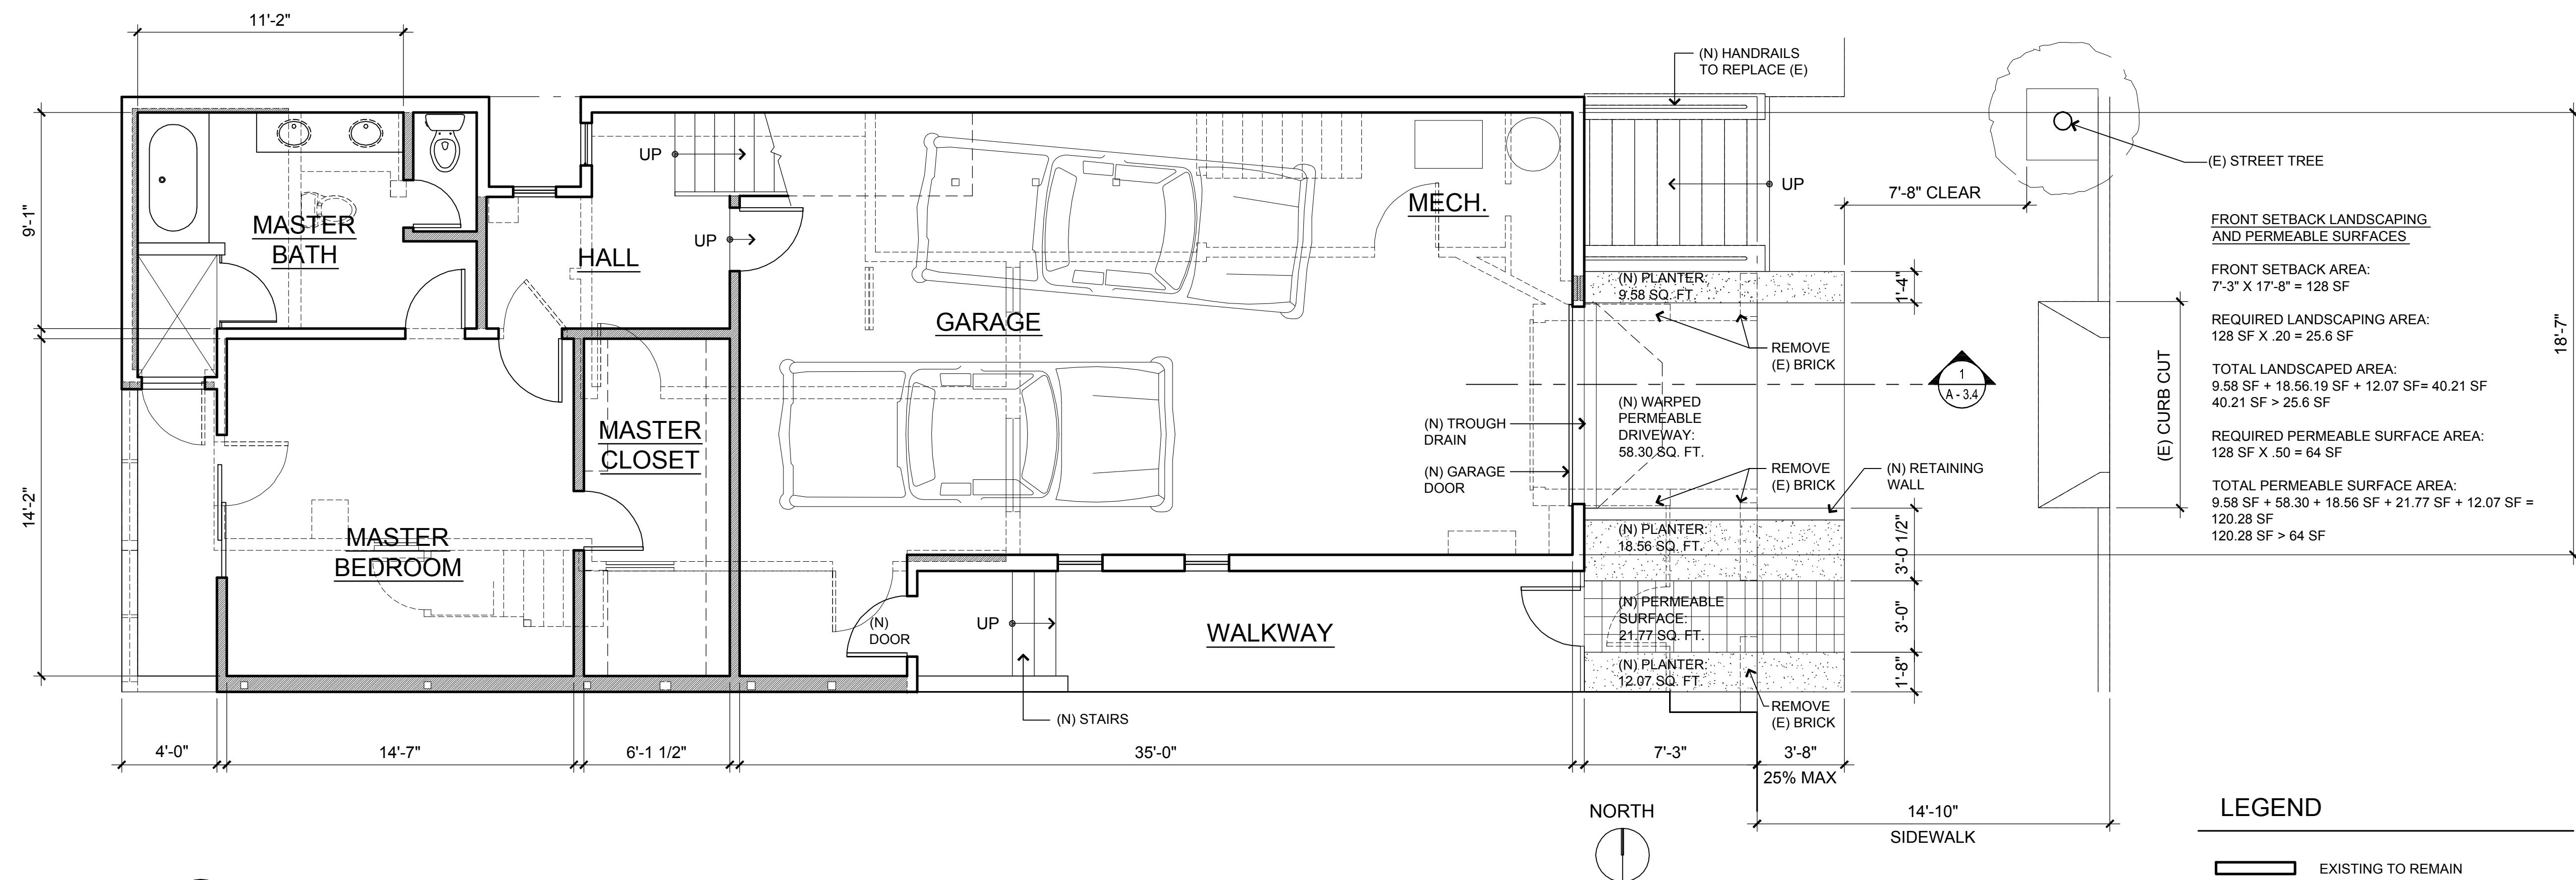 11'-2"
9'-1"
14'-2"
MASTER
BATH
HALL
UP
UP
MASTER
CLOSET
MASTER
BEDROOM
GARAGE
MECH.
(N) HANDRAILS
TO REPLACE (E)
UP
7'-8" CLEAR
(E) STREET TREE
(N) PLANTER:
9.58 SQ. FT.
1'-4"
REMOVE
(E) BRICK
(N) WARPED
PERMEABLE
DRIVEWAY:
58.30 SQ. FT.
(N) TROUGH
DRAIN
(N) GARAGE
DOOR
REMOVE
(E) BRICK
(N) RETAINING
WALL
1
A - 3.4
(E) CURB CUT
18'-7"
(N) PLANTER:
18.56 SQ. FT.
3'-0 1/2"
(N) PERMEABLE
SURFACE:
21.77 SQ. FT.
3'-0"
(N) PLANTER:
12.07 SQ. FT.
1'-8"
REMOVE
(E) BRICK
(N)
DOOR
UP
WALKWAY
(N) STAIRS
4'-0"
14'-7"
6'-1 1/2"
35'-0"
7'-3"
3'-8"
25% MAX
14'-10"
SIDEWALK
NORTH
FRONT SETBACK LANDSCAPING
AND PERMEABLE SURFACES
FRONT SETBACK AREA:
7'-3" X 17'-8" = 128 SF
REQUIRED LANDSCAPING AREA:
128 SF X .20 = 25.6 SF
TOTAL LANDSCAPED AREA:
9.58 SF + 18.56.19 SF + 12.07 SF= 40.21 SF
40.21 SF > 25.6 SF
REQUIRED PERMEABLE SURFACE AREA:
128 SF X .50 = 64 SF
TOTAL PERMEABLE SURFACE AREA:
9.58 SF + 58.30 + 18.56 SF + 21.77 SF + 12.07 SF =
120.28 SF
120.28 SF > 64 SF
LEGEND
EXISTING TO REMAIN